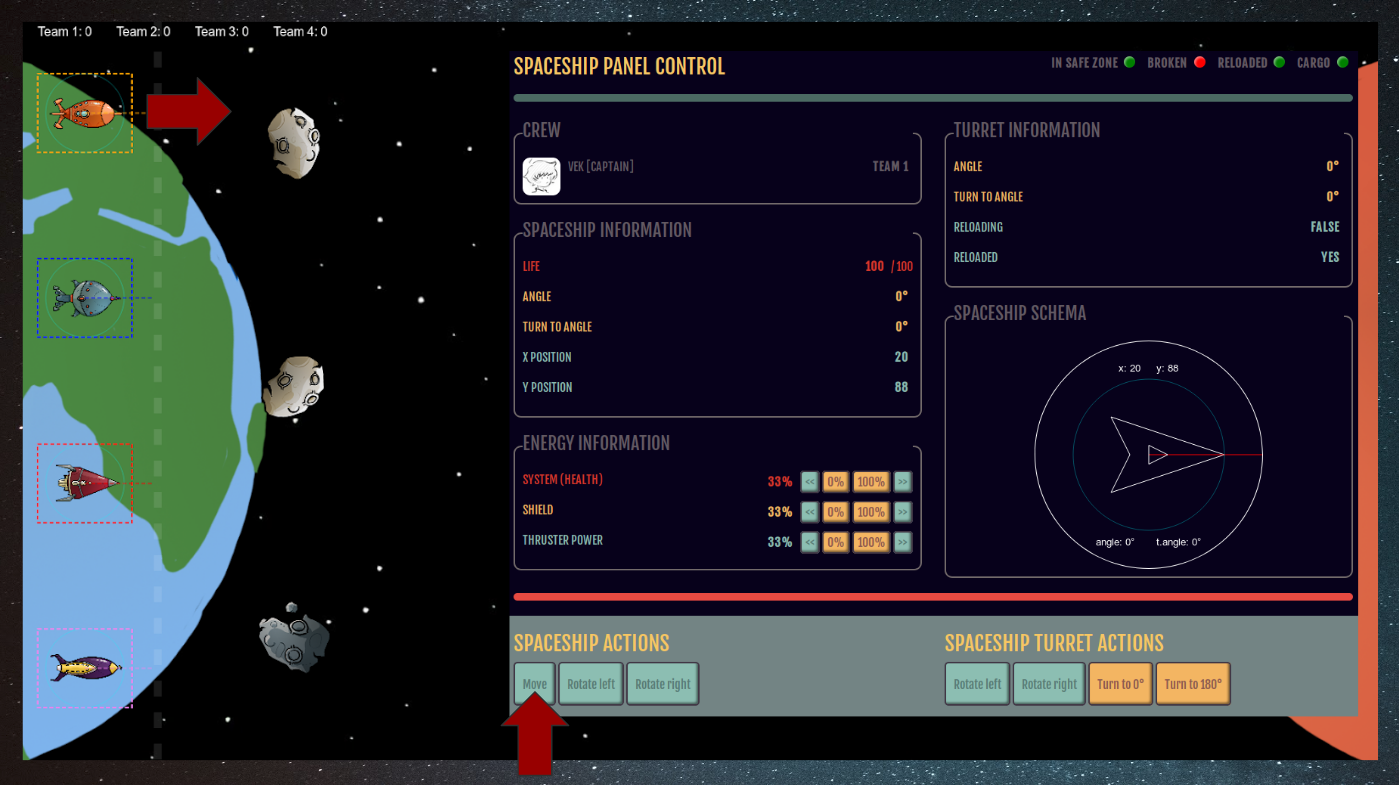 Team 1: 0 Team 2: 0 Team 3: 0 Team 4: 0
SPACESHIP PANEL CONTROL
IN SAFE ZONE BROKEN RELOADED CARGO
CREW
VEK [CAPTAIN] TEAM 1
SPACESHIP INFORMATION
LIFE 100 / 100
ANGLE 0°
TURN TO ANGLE 0°
X POSITION 20
Y POSITION 88
ENERGY INFORMATION
SYSTEM (HEALTH) 33% << 0% 100% >>
SHIELD 33% << 0% 100% >>
THRUSTER POWER 33% << 0% 100% >>
TURRET INFORMATION
ANGLE 0°
TURN TO ANGLE 0°
RELOADING FALSE
RELOADED YES
SPACESHIP SCHEMA
x: 20 y: 88
angle: 0° t.angle: 0°
SPACESHIP ACTIONS
Move Rotate left Rotate right
SPACESHIP TURRET ACTIONS
Rotate left Rotate right Turn to 0° Turn to 180°